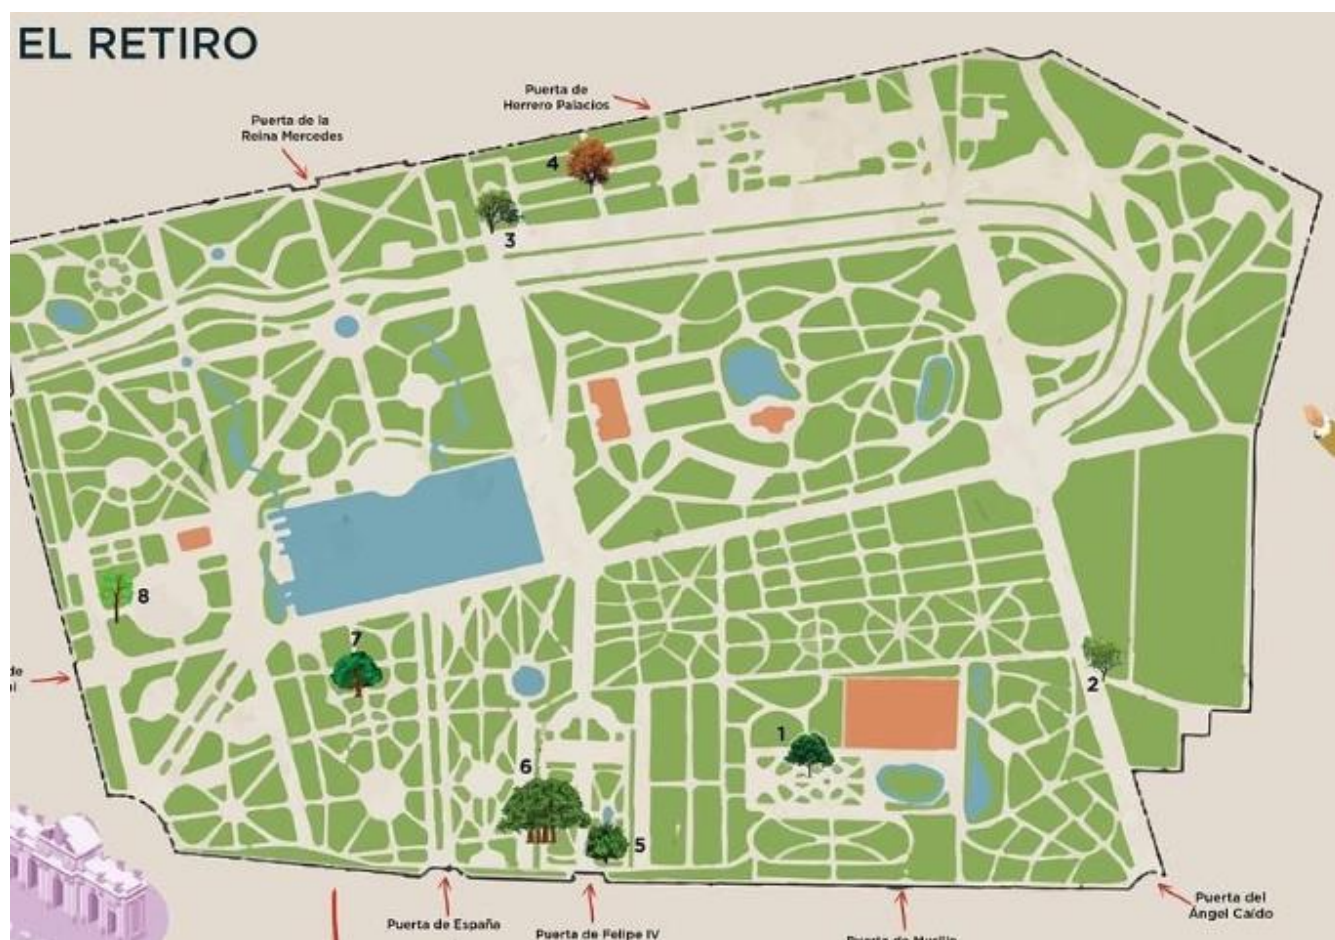 EL RETIRO
Puerta de
Herrero Palacios
Puerta de la
Reina Mercedes
4
3
8
7
2
1
6
5
Puerta de España
Puerta de Felipe IV
Puerta del
Ángel Caído